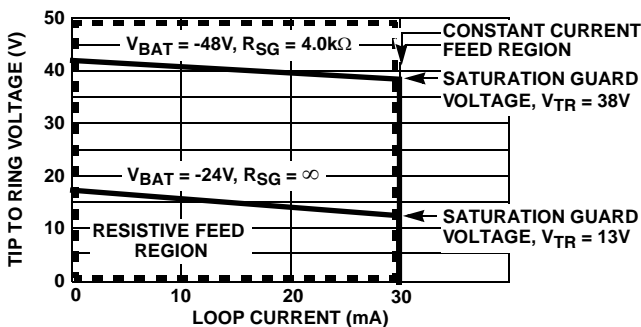 50
40
30
20
10
0
TIP TO RING VOLTAGE (V)
V_BAT = -48V, R_SG = 4.0kΩ
CONSTANT CURRENT
FEED REGION
SATURATION GUARD
VOLTAGE, V_TR = 38V
V_BAT = -24V, R_SG = ∞
SATURATION GUARD
VOLTAGE, V_TR = 13V
RESISTIVE FEED
REGION
0 10 20 30
LOOP CURRENT (mA)